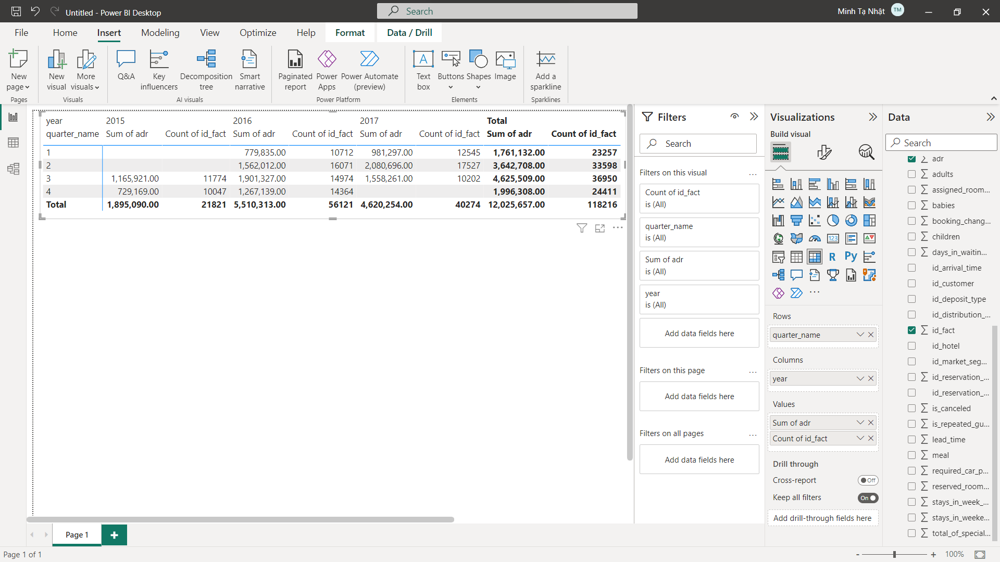 Untitled - Power BI Desktop
Search
Minh Tạ Nhật
TM
File Home Insert Modeling View Optimize Help Format Data / Drill
New page
Pages
New visual
More visuals
Visuals
Q&A
Key influencers
Decomposition tree
Smart narrative
AI visuals
Paginated report
Power Apps
Power Automate (preview)
Power Platform
Text box
Buttons
Shapes
Image
Elements
Add a sparkline
Sparklines
year 2015 2016 2017 Total
quarter_name Sum of adr Count of id_fact Sum of adr Count of id_fact Sum of adr Count of id_fact Sum of adr Count of id_fact
1 779,835.00 10712 981,297.00 12545 1,761,132.00 23257
2 1,562,012.00 16071 2,080,696.00 17527 3,642,708.00 33598
3 1,165,921.00 11774 1,901,327.00 14974 1,558,261.00 10202 4,625,509.00 36950
4 729,169.00 10047 1,267,139.00 14364 1,996,308.00 24411
Total 1,895,090.00 21821 5,510,313.00 56121 4,620,254.00 40274 12,025,657.00 118216
Filters
Search
Filters on this visual
Count of id_fact
is (All)
quarter_name
is (All)
Sum of adr
is (All)
year
is (All)
Add data fields here
Filters on this page
Add data fields here
Filters on all pages
Add data fields here
Visualizations
Build visual
123
R
Py
Rows
quarter_name
Columns
year
Values
Sum of adr
Count of id_fact
Drill through
Cross-report
Off
Keep all filters
On
Add drill-through fields here
Data
Search
adr
adults
assigned_room...
babies
booking_chang...
children
days_in_waitin...
id_arrival_time
id_customer
id_deposit_type
id_distribution_...
id_fact
id_hotel
id_market_seg...
id_reservation_...
id_reservation_...
is_canceled
is_repeated_gu...
lead_time
meal
required_car_p...
reserved_room...
stays_in_week_...
stays_in_weeke...
total_of_special...
Page 1
Page 1 of 1
- + 100%